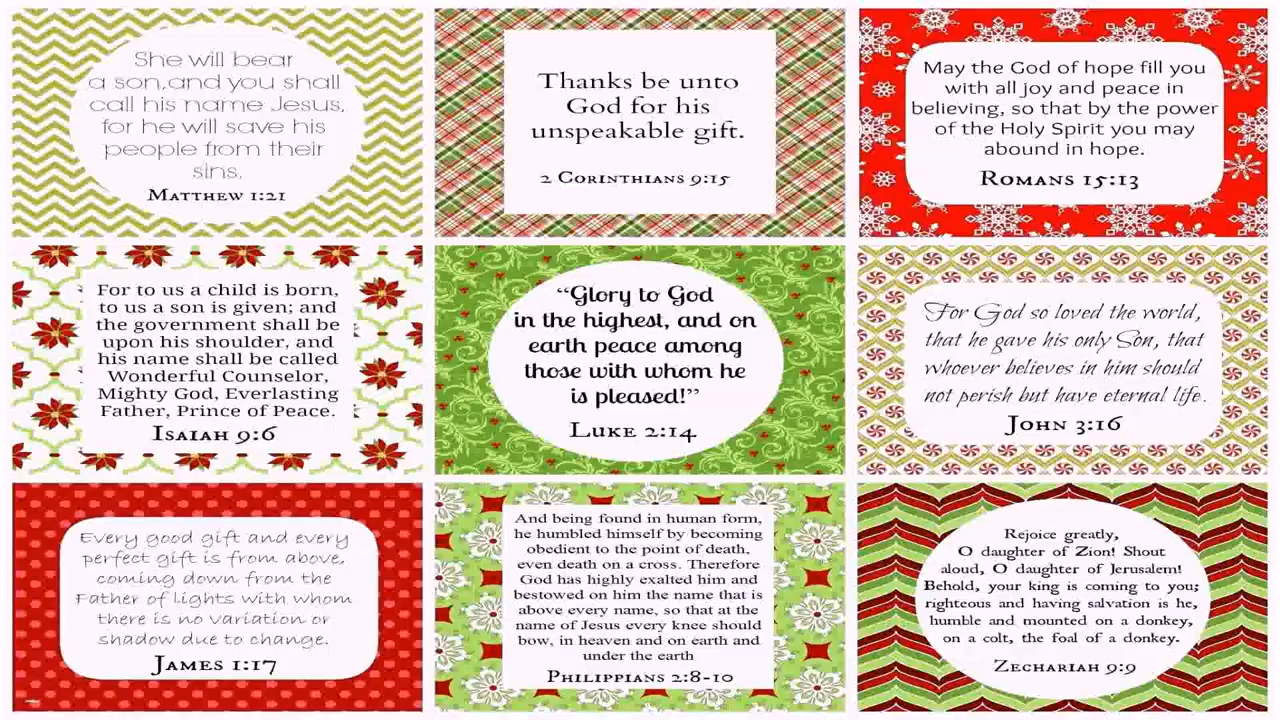 She will bear
a son,and you shall
call his name Jesus,
for he will save his
people from their
sins.
Matthew 1:21
Thanks be unto
God for his
unspeakable gift.
2 Corinthians 9:15
May the God of hope fill you
with all joy and peace in
believing, so that by the power
of the Holy Spirit you may
abound in hope.
Romans 15:13
For to us a child is born,
to us a son is given; and
the government shall be
upon his shoulder, and
his name shall be called
Wonderful Counselor,
Mighty God, Everlasting
Father, Prince of Peace.
Isaiah 9:6
“Glory to God
in the highest, and on
earth peace among
those with whom he
is pleased!”
Luke 2:14
For God so loved the world,
that he gave his only Son, that
whoever believes in him should
not perish but have eternal life.
John 3:16
Every good gift and every
perfect gift is from above,
coming down from the
Father of lights with whom
there is no variation or
shadow due to change.
James 1:17
And being found in human form,
he humbled himself by becoming
obedient to the point of death,
even death on a cross. Therefore
God has highly exalted him and
bestowed on him the name that is
above every name, so that at the
name of Jesus every knee should
bow, in heaven and on earth and
under the earth
Philippians 2:8-10
Rejoice greatly,
O daughter of Zion! Shout
aloud, O daughter of Jerusalem!
Behold, your king is coming to you;
righteous and having salvation is he,
humble and mounted on a donkey,
on a colt, the foal of a donkey.
Zechariah 9:9